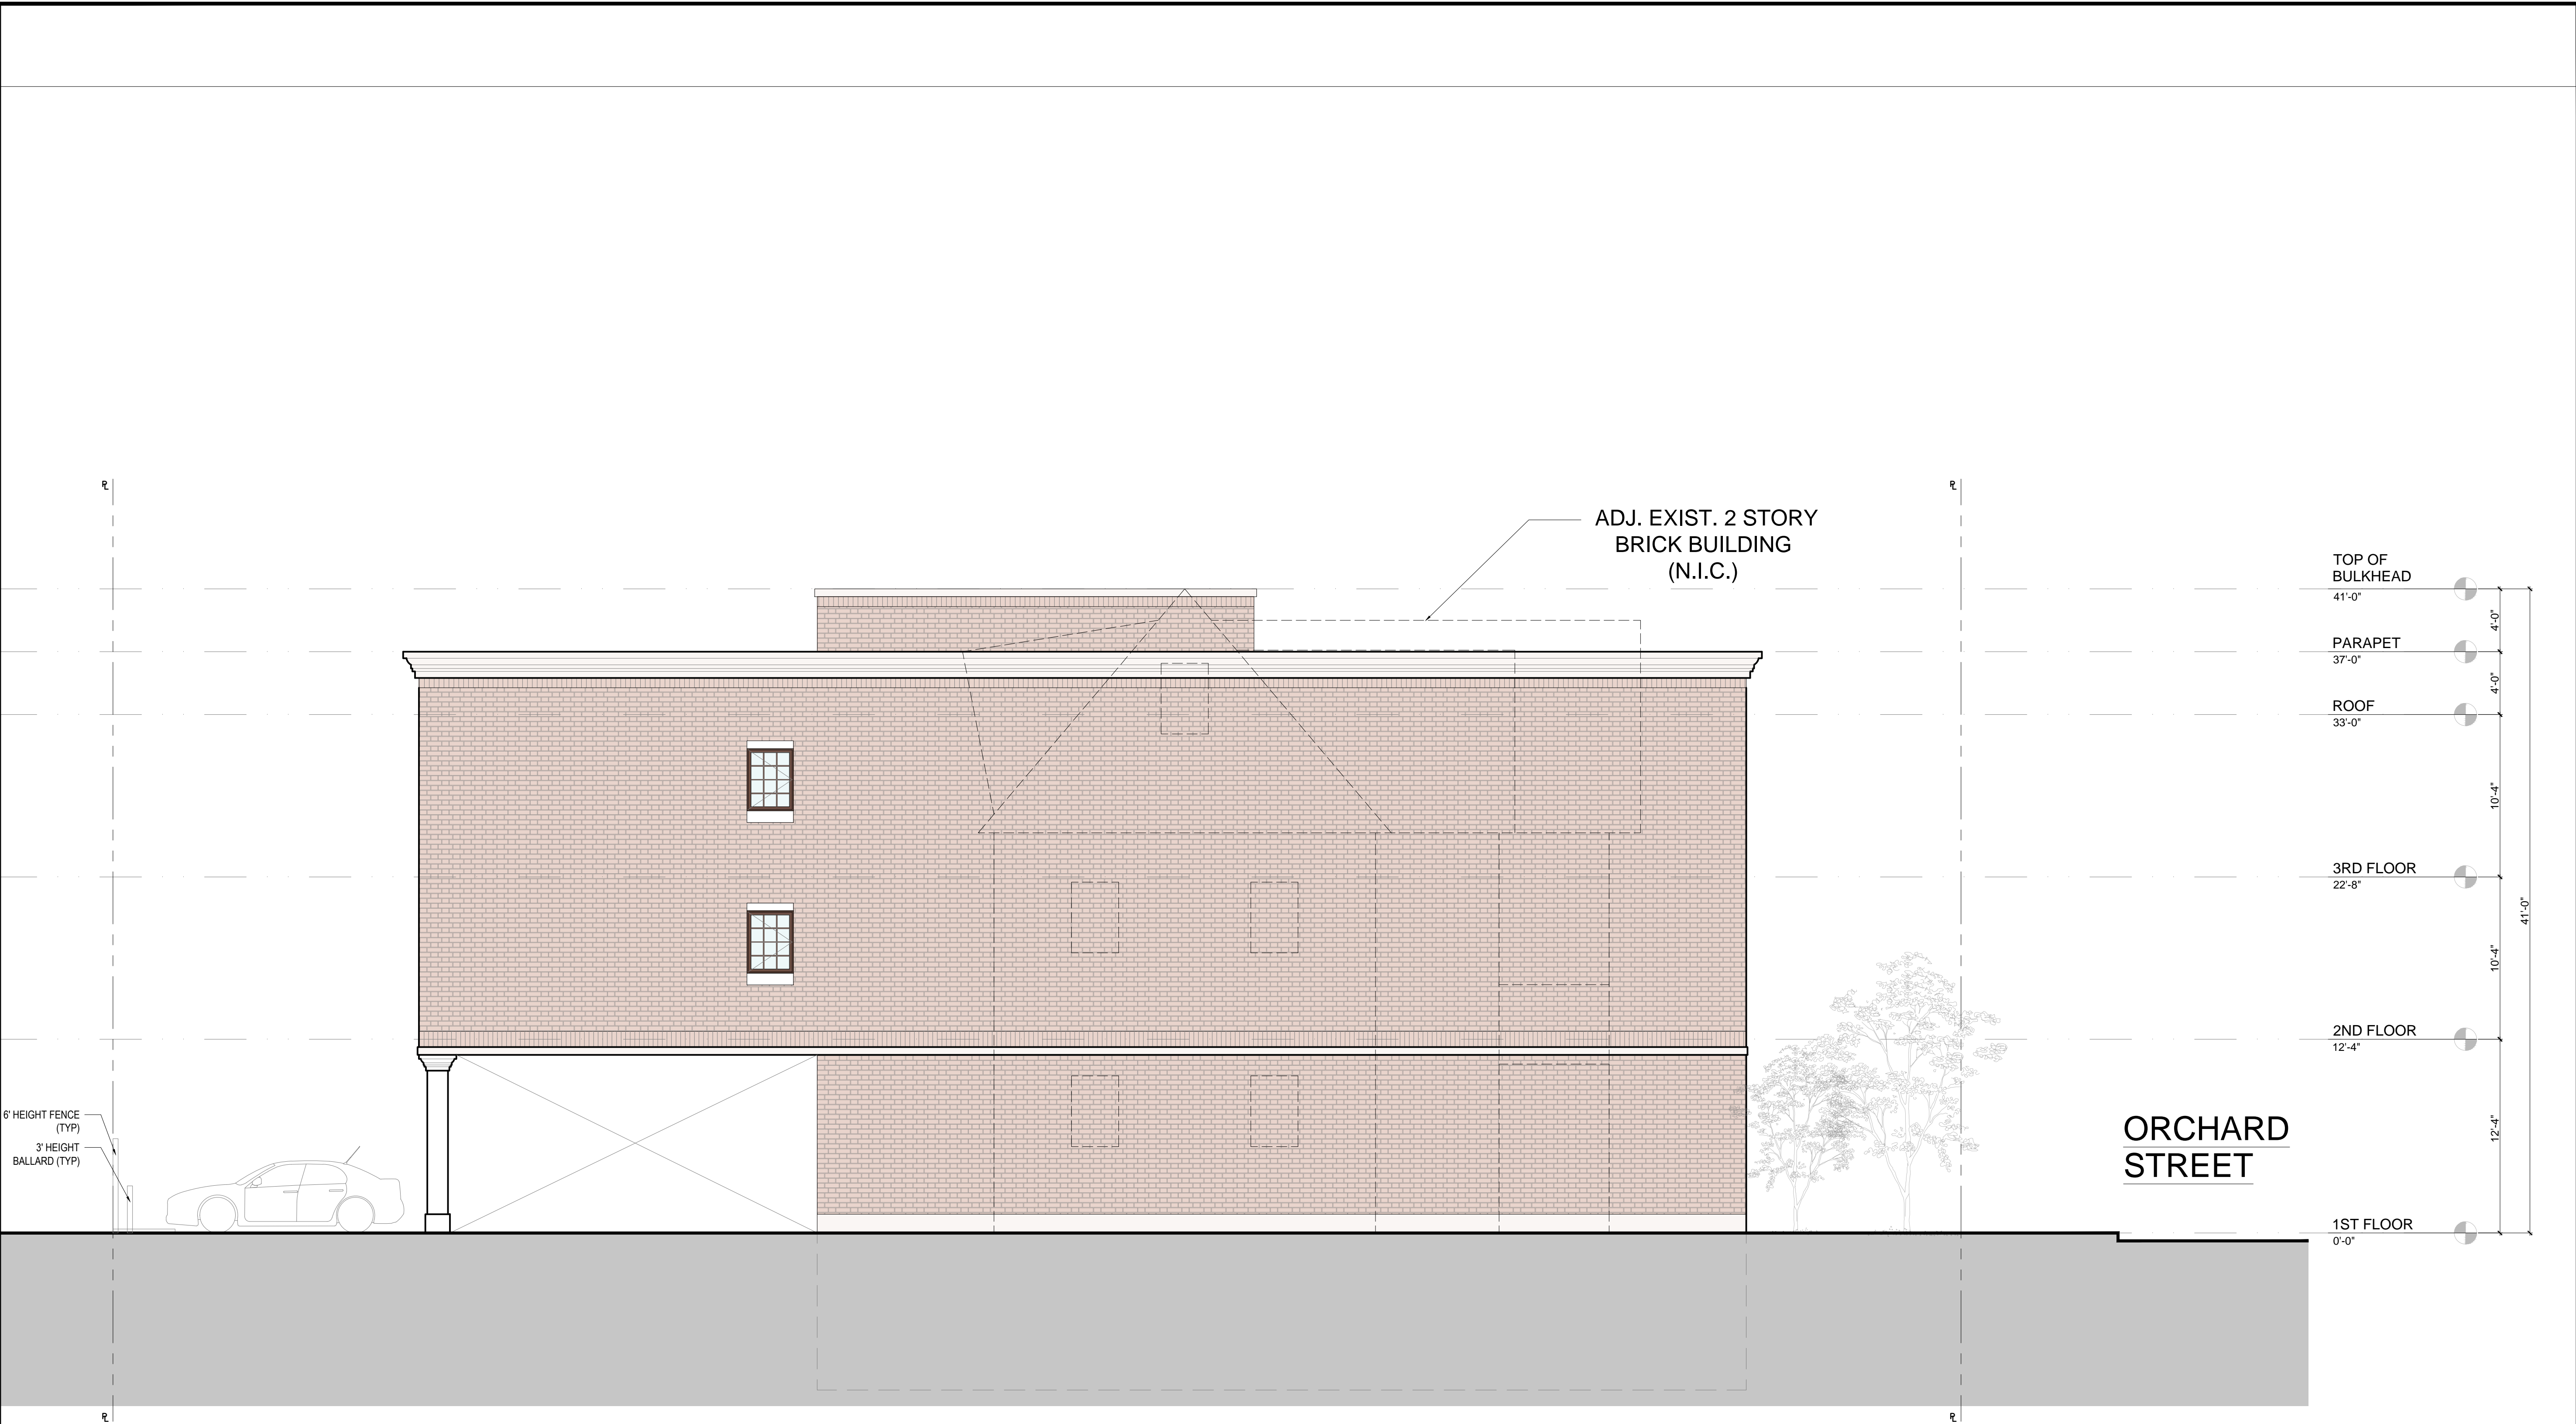 ℄
℄
ADJ. EXIST. 2 STORY
BRICK BUILDING
(N.I.C.)
TOP OF
BULKHEAD
41'-0"
4'-0"
PARAPET
37'-0"
4'-0"
ROOF
33'-0"
10'-4"
3RD FLOOR
22'-8"
41'-0"
10'-4"
2ND FLOOR
12'-4"
6' HEIGHT FENCE
(TYP)
3' HEIGHT
BALLARD (TYP)
ORCHARD
STREET
12'-4"
1ST FLOOR
0'-0"
℄
℄